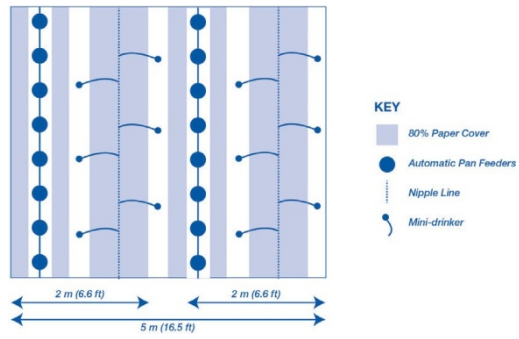 KEY
80% Paper Cover
Automatic Pan Feeders
Nipple Line
Mini-drinker
2 m (6.6 ft)
2 m (6.6 ft)
5 m (16.5 ft)